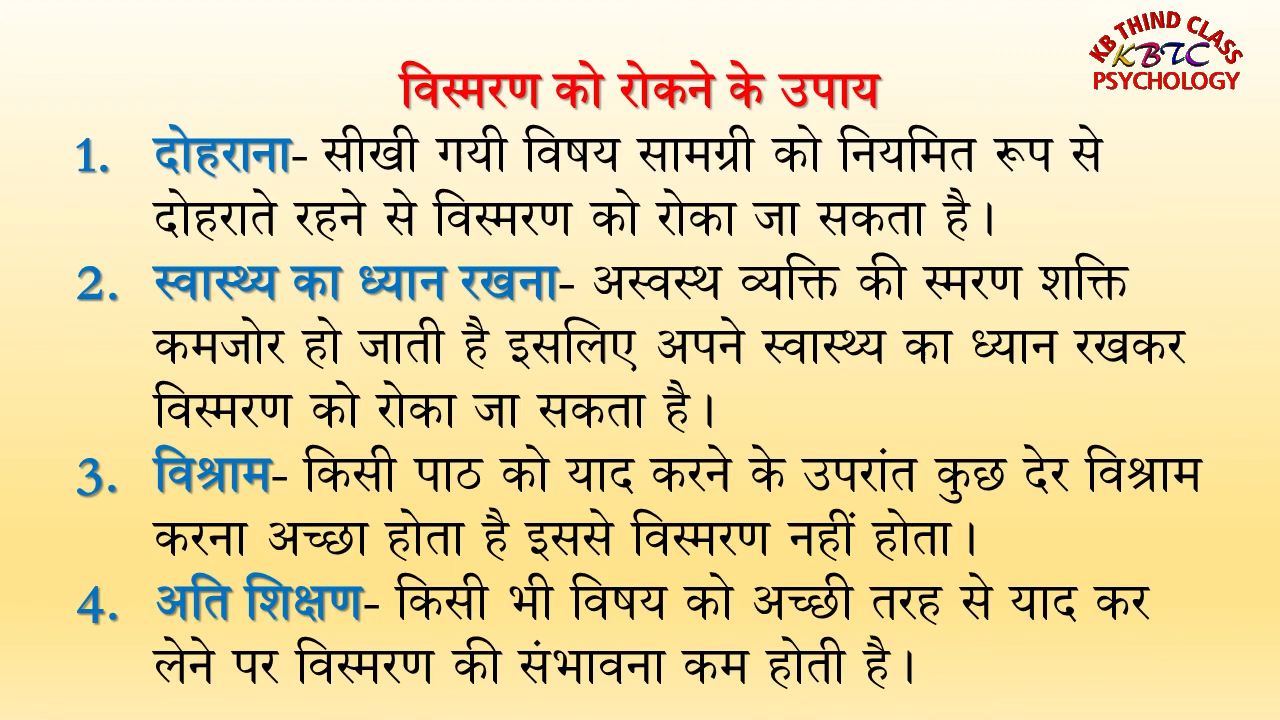 KB THIND CLASS
KBTC
PSYCHOLOGY
विस्मरण को रोकने के उपाय
1. दोहराना- सीखी गयी विषय सामग्री को नियमित रूप से
दोहराते रहने से विस्मरण को रोका जा सकता है।
2. स्वास्थ्य का ध्यान रखना- अस्वस्थ व्यक्ति की स्मरण शक्ति
कमजोर हो जाती है इसलिए अपने स्वास्थ्य का ध्यान रखकर
विस्मरण को रोका जा सकता है।
3. विश्राम- किसी पाठ को याद करने के उपरांत कुछ देर विश्राम
करना अच्छा होता है इससे विस्मरण नहीं होता।
4. अति शिक्षण- किसी भी विषय को अच्छी तरह से याद कर
लेने पर विस्मरण की संभावना कम होती है।